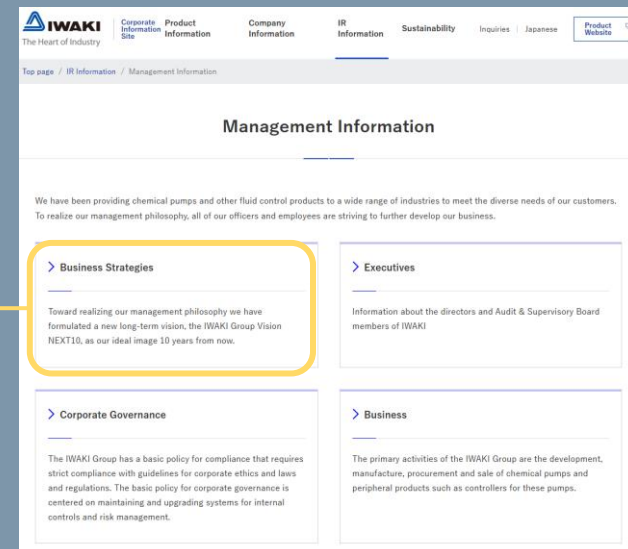 IWAKI
The Heart of Industry
Corporate
Information
Site
Product
Information
Company
Information
IR
Information
Sustainability
Inquiries
Japanese
Product
Website
Top page / IR Information / Management Information
Management Information
We have been providing chemical pumps and other fluid control products to a wide range of industries to meet the diverse needs of our customers.
To realize our management philosophy, all of our officers and employees are striving to further develop our business.
Business Strategies
Toward realizing our management philosophy we have
formulated a new long-term vision, the IWAKI Group Vision
NEXT10, as our ideal image 10 years from now.
Executives
Information about the directors and Audit & Supervisory Board
members of IWAKI
Corporate Governance
The IWAKI Group has a basic policy for compliance that requires
strict compliance with guidelines for corporate ethics and laws
and regulations. The basic policy for corporate governance is
centered on maintaining and upgrading systems for internal
controls and risk management.
Business
The primary activities of the IWAKI Group are the development,
manufacture, procurement and sale of chemical pumps and
peripheral products such as controllers for these pumps.